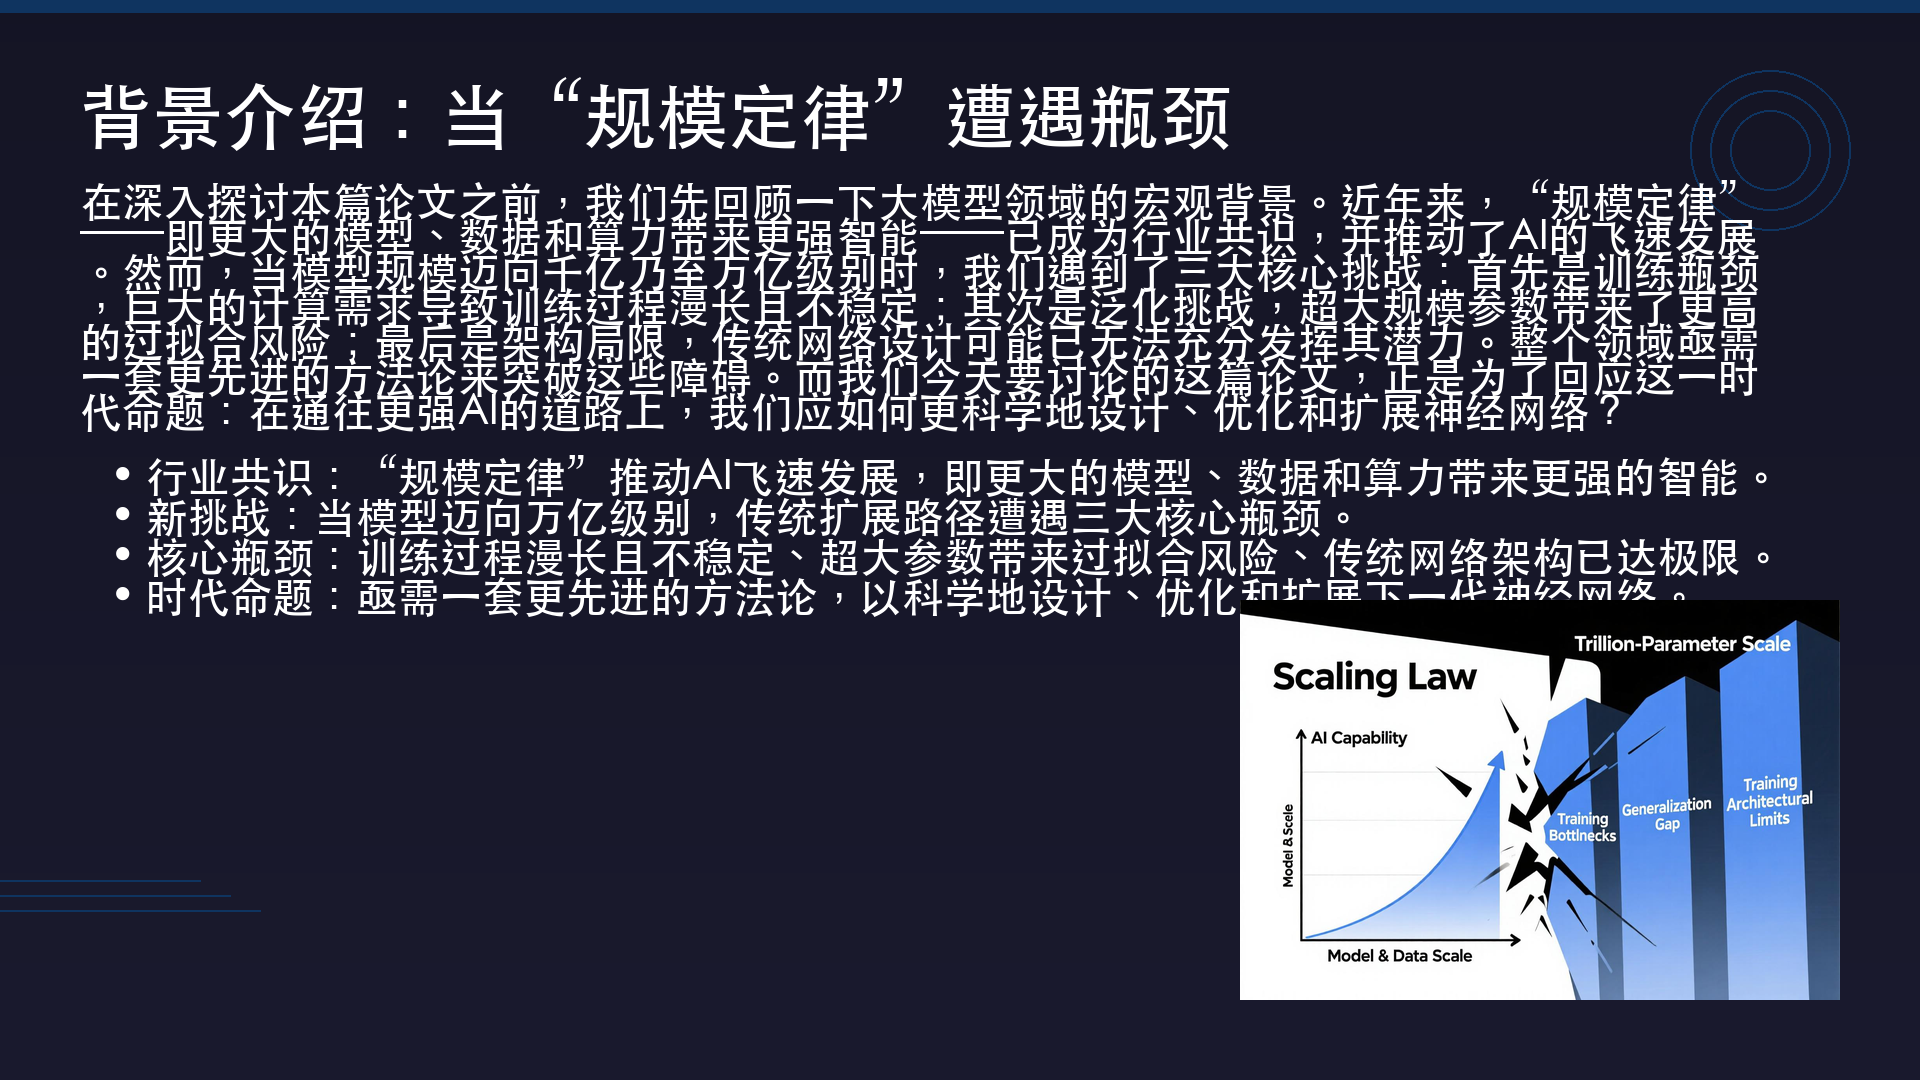 背景介绍：当“规模定律”遭遇瓶颈
在深入探讨本篇论文之前，我们先回顾一下大模型领域的宏观背景。近年来，“规模定律”
——即更大的模型、数据和算力带来更强智能——已成为行业共识，并推动了AI的飞速发展
。然而，当模型规模迈向千亿乃至万亿级别时，我们遇到了三大核心挑战：首先是训练瓶颈
，巨大的计算需求导致训练过程漫长且不稳定；其次是泛化挑战，超大规模参数带来了更高
的过拟合风险；最后是架构局限，传统网络设计可能已无法充分发挥其潜力。整个领域亟需
一套更先进的方法论来突破这些障碍。而我们今天要讨论的这篇论文，正是为了回应这一时
代命题：在通往更强AI的道路上，我们应如何更科学地设计、优化和扩展神经网络？
• 行业共识：“规模定律”推动AI飞速发展，即更大的模型、数据和算力带来更强的智能。
• 新挑战：当模型迈向万亿级别，传统扩展路径遭遇三大核心瓶颈。
• 核心瓶颈：训练过程漫长且不稳定、超大参数带来过拟合风险、传统网络架构已达极限。
• 时代命题：亟需一套更先进的方法论，以科学地设计、优化和扩展下一代神经网络。
Trillion-Parameter Scale
Scaling Law
AI Capability
Model & Scele
Model & Data Scale
Training
Bottlnecks
Generalization
Gap
Training
Architectural
Limits